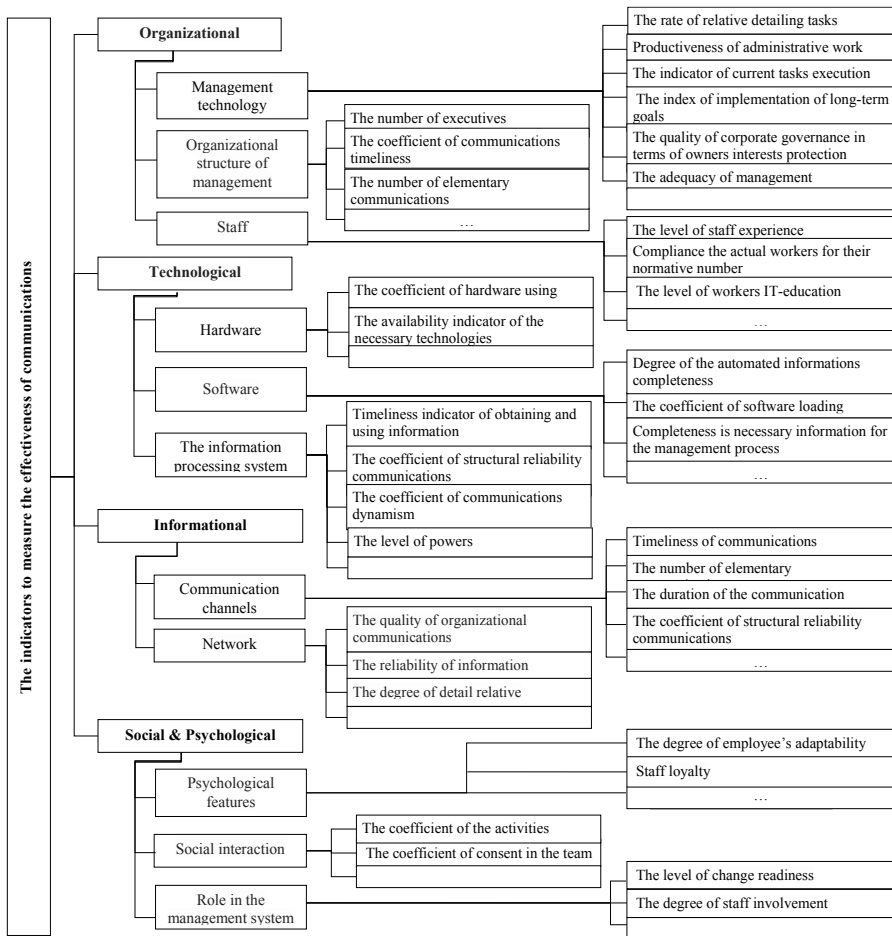 The indicators to measure the effectiveness of communications
Organizational
Management
technology
The rate of relative detailing tasks
Productiveness of administrative work
The indicator of current tasks execution
The index of implementation of long-term
goals
The quality of corporate governance in
terms of owners interests protection
The adequacy of management
Organizational
structure of
management
The number of executives
The coefficient of communications
timeliness
The number of elementary
communications
…
Staff
The level of staff experience
Compliance the actual workers for their
normative number
The level of workers IT-education
…
Technological
Hardware
The coefficient of hardware using
The availability indicator of the
necessary technologies
Software
Degree of the automated informations
completeness
The coefficient of software loading
Completeness is necessary information for
the management process
…
The information
processing system
Timeliness indicator of obtaining and
using information
The coefficient of structural reliability
communications
The coefficient of communications
dynamism
The level of powers
Informational
Communication
channels
Timeliness of communications
The number of elementary
The duration of the communication
The coefficient of structural reliability
communications
…
Network
The quality of organizational
communications
The reliability of information
The degree of detail relative
Social & Psychological
Psychological
features
The degree of employee's adaptability
Staff loyalty
…
Social interaction
The coefficient of the activities
The coefficient of consent in the team
Role in the
management system
The level of change readiness
The degree of staff involvement